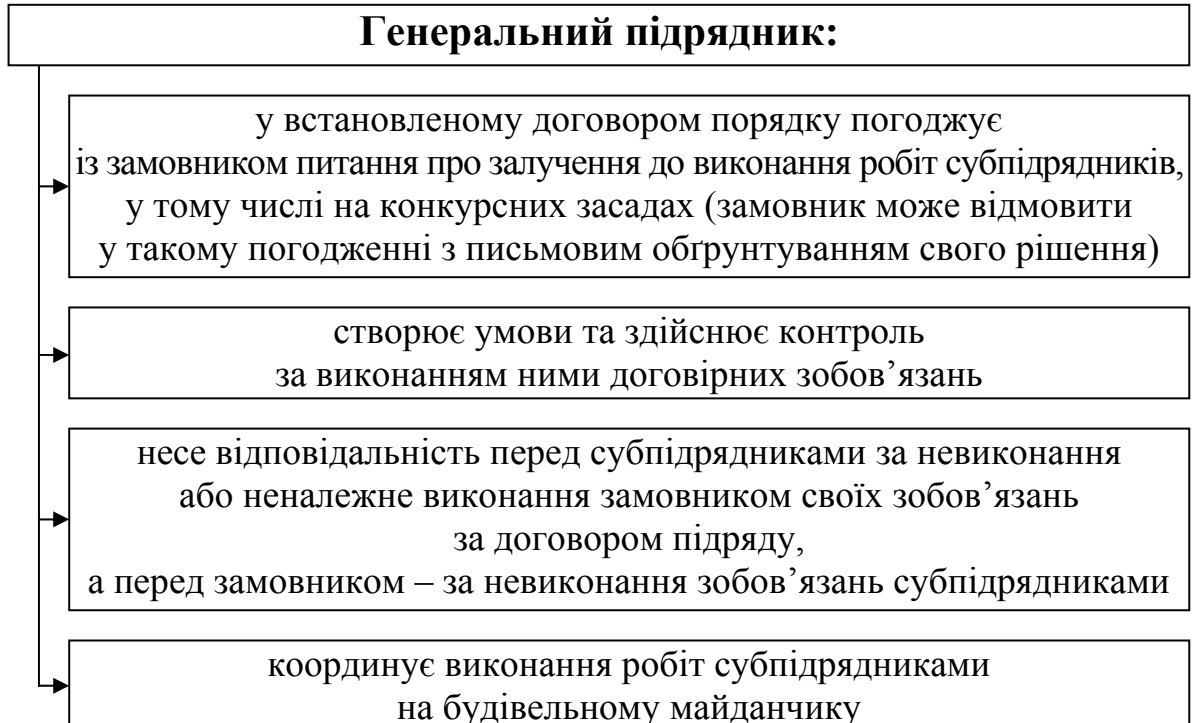 Генеральний підрядник:
у встановленому договором порядку погоджує
із замовником питання про залучення до виконання робіт субпідрядників,
у тому числі на конкурсних засадах (замовник може відмовити
у такому погодженні з письмовим обґрунтуванням свого рішення)
створює умови та здійснює контроль
за виконанням ними договірних зобов’язань
несе відповідальність перед субпідрядниками за невиконання
або неналежне виконання замовником своїх зобов’язань
за договором підряду,
а перед замовником – за невиконання зобов’язань субпідрядниками
координує виконання робіт субпідрядниками
на будівельному майданчику